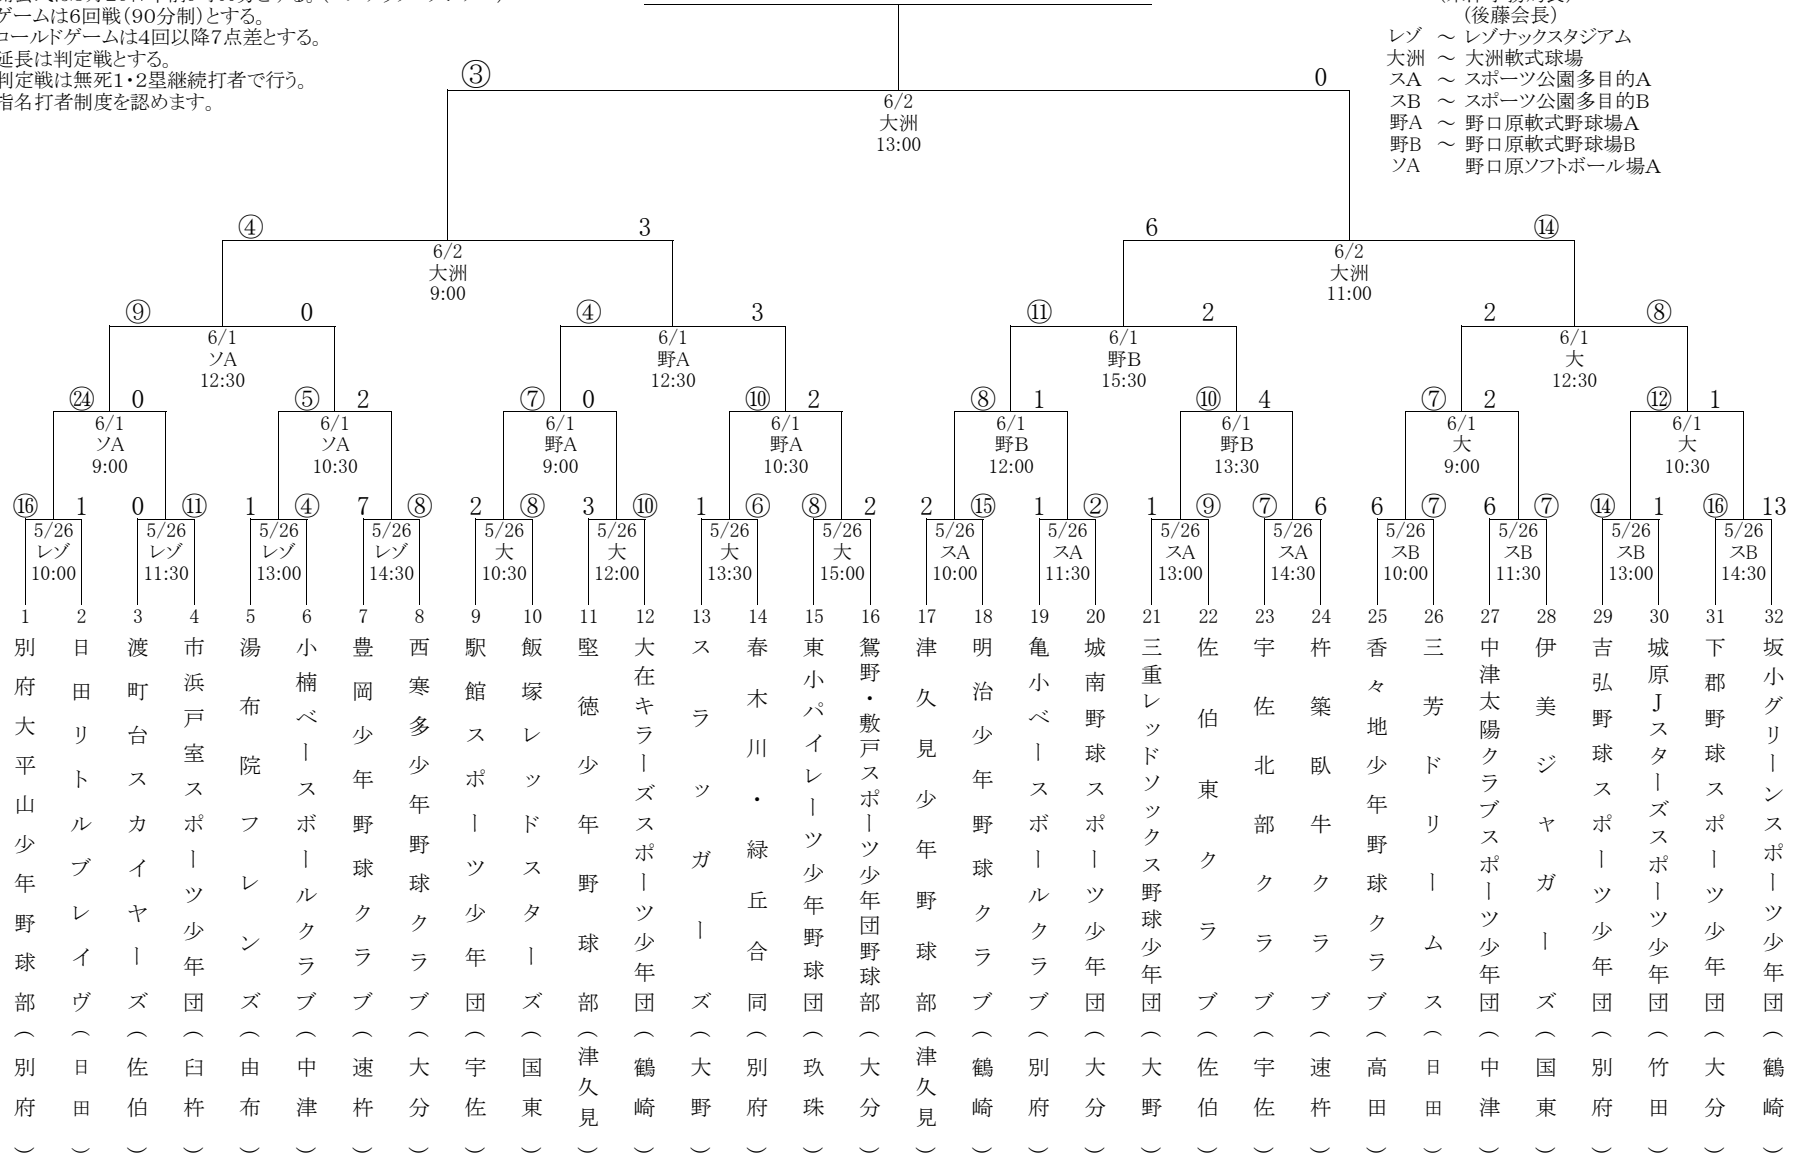 ゲームは6回戦(90分制)とする。
コールドゲームは4回以降7点差とする。
延長は判定戦とする。
判定戦は無死1・2塁継続打者で行う。
指名打者制度を認めます。
(後藤会長)
レゾ ～ レゾナックスタジアム
大洲 ～ 大洲軟式球場
スA ～ スポーツ公園多目的A
スB ～ スポーツ公園多目的B
野A ～ 野口原軟式野球場A
野B ～ 野口原軟式野球場B
ソA 野口原ソフトボール場A
③ 0
6/2
大洲
13:00
④ 3 6 ⑭
6/2 6/2
大洲 大洲
9:00 11:00
⑨ 0 ④ 3 ⑪ 2 2 ⑧
6/1 6/1 6/1 6/1
ソA 野A 野B 大
12:30 12:30 15:30 12:30
㉔ 0 ⑤ 2 ⑦ 0 ⑩ 2 ⑧ 1 ⑩ 4 ⑦ 2 ⑫ 1
6/1 6/1 6/1 6/1 6/1 6/1 6/1 6/1
ソA ソA 野A 野A 野B 野B 大 大
9:00 10:30 9:00 10:30 12:00 13:30 9:00 10:30
⑯ 1 0 ⑪ 1 ④ 7 ⑧ 2 ⑧ 3 ⑩ 1 ⑥ ⑧ 2 2 ⑮ 1 ② 1 ⑨ ⑦ 6 6 ⑦ 6 ⑦ ⑭ 1 ⑯ 13
5/26 5/26 5/26 5/26 5/26 5/26 5/26 5/26 5/26 5/26 5/26 5/26 5/26 5/26 5/26 5/26
レゾ レゾ レゾ レゾ 大 大 大 大 スA スA スA スA スB スB スB スB
10:00 11:30 13:00 14:30 10:30 12:00 13:30 15:00 10:00 11:30 13:00 14:30 10:00 11:30 13:00 14:30
1 別府大平山少年野球部(別府)
2 日田リトルブレイヴ(日田)
3 渡町台スカイヤーズ(佐伯)
4 市浜戸室スポーツ少年団(臼杵)
5 湯布院フレンズ(由布)
6 小楠ベースボールクラブ(中津)
7 豊岡少年野球クラブ(速杵)
8 西寒多少年野球クラブ(大分)
9 駅館スポーツ少年団(宇佐)
10 飯塚レッドスターズ(国東)
11 堅徳少年野球部(津久見)
12 大在キラーズスポーツ少年団(鶴崎)
13 スラッガーズ(大野)
14 春木川・緑丘合同(別府)
15 東小パイレーツ少年野球団(玖珠)
16 鴛野・敷戸スポーツ少年団野球部(大分)
17 津久見少年野球部(津久見)
18 明治少年野球クラブ(鶴崎)
19 亀小ベースボールクラブ(別府)
20 城南野球スポーツ少年団(大分)
21 三重レッドソックス野球少年団(大野)
22 佐伯東クラブ(佐伯)
23 宇佐北部クラブ(宇佐)
24 杵築臥牛クラブ(速杵)
25 香々地少年野球クラブ(高田)
26 三芳ドリームス(日田)
27 中津太陽クラブスポーツ少年団(中津)
28 伊美ジャガーズ(国東)
29 吉弘野球スポーツ少年団(別府)
30 城原Jスターズスポーツ少年団(竹田)
31 下郡野球スポーツ少年団(大分)
32 坂小グリーンスポーツ少年団(鶴崎)